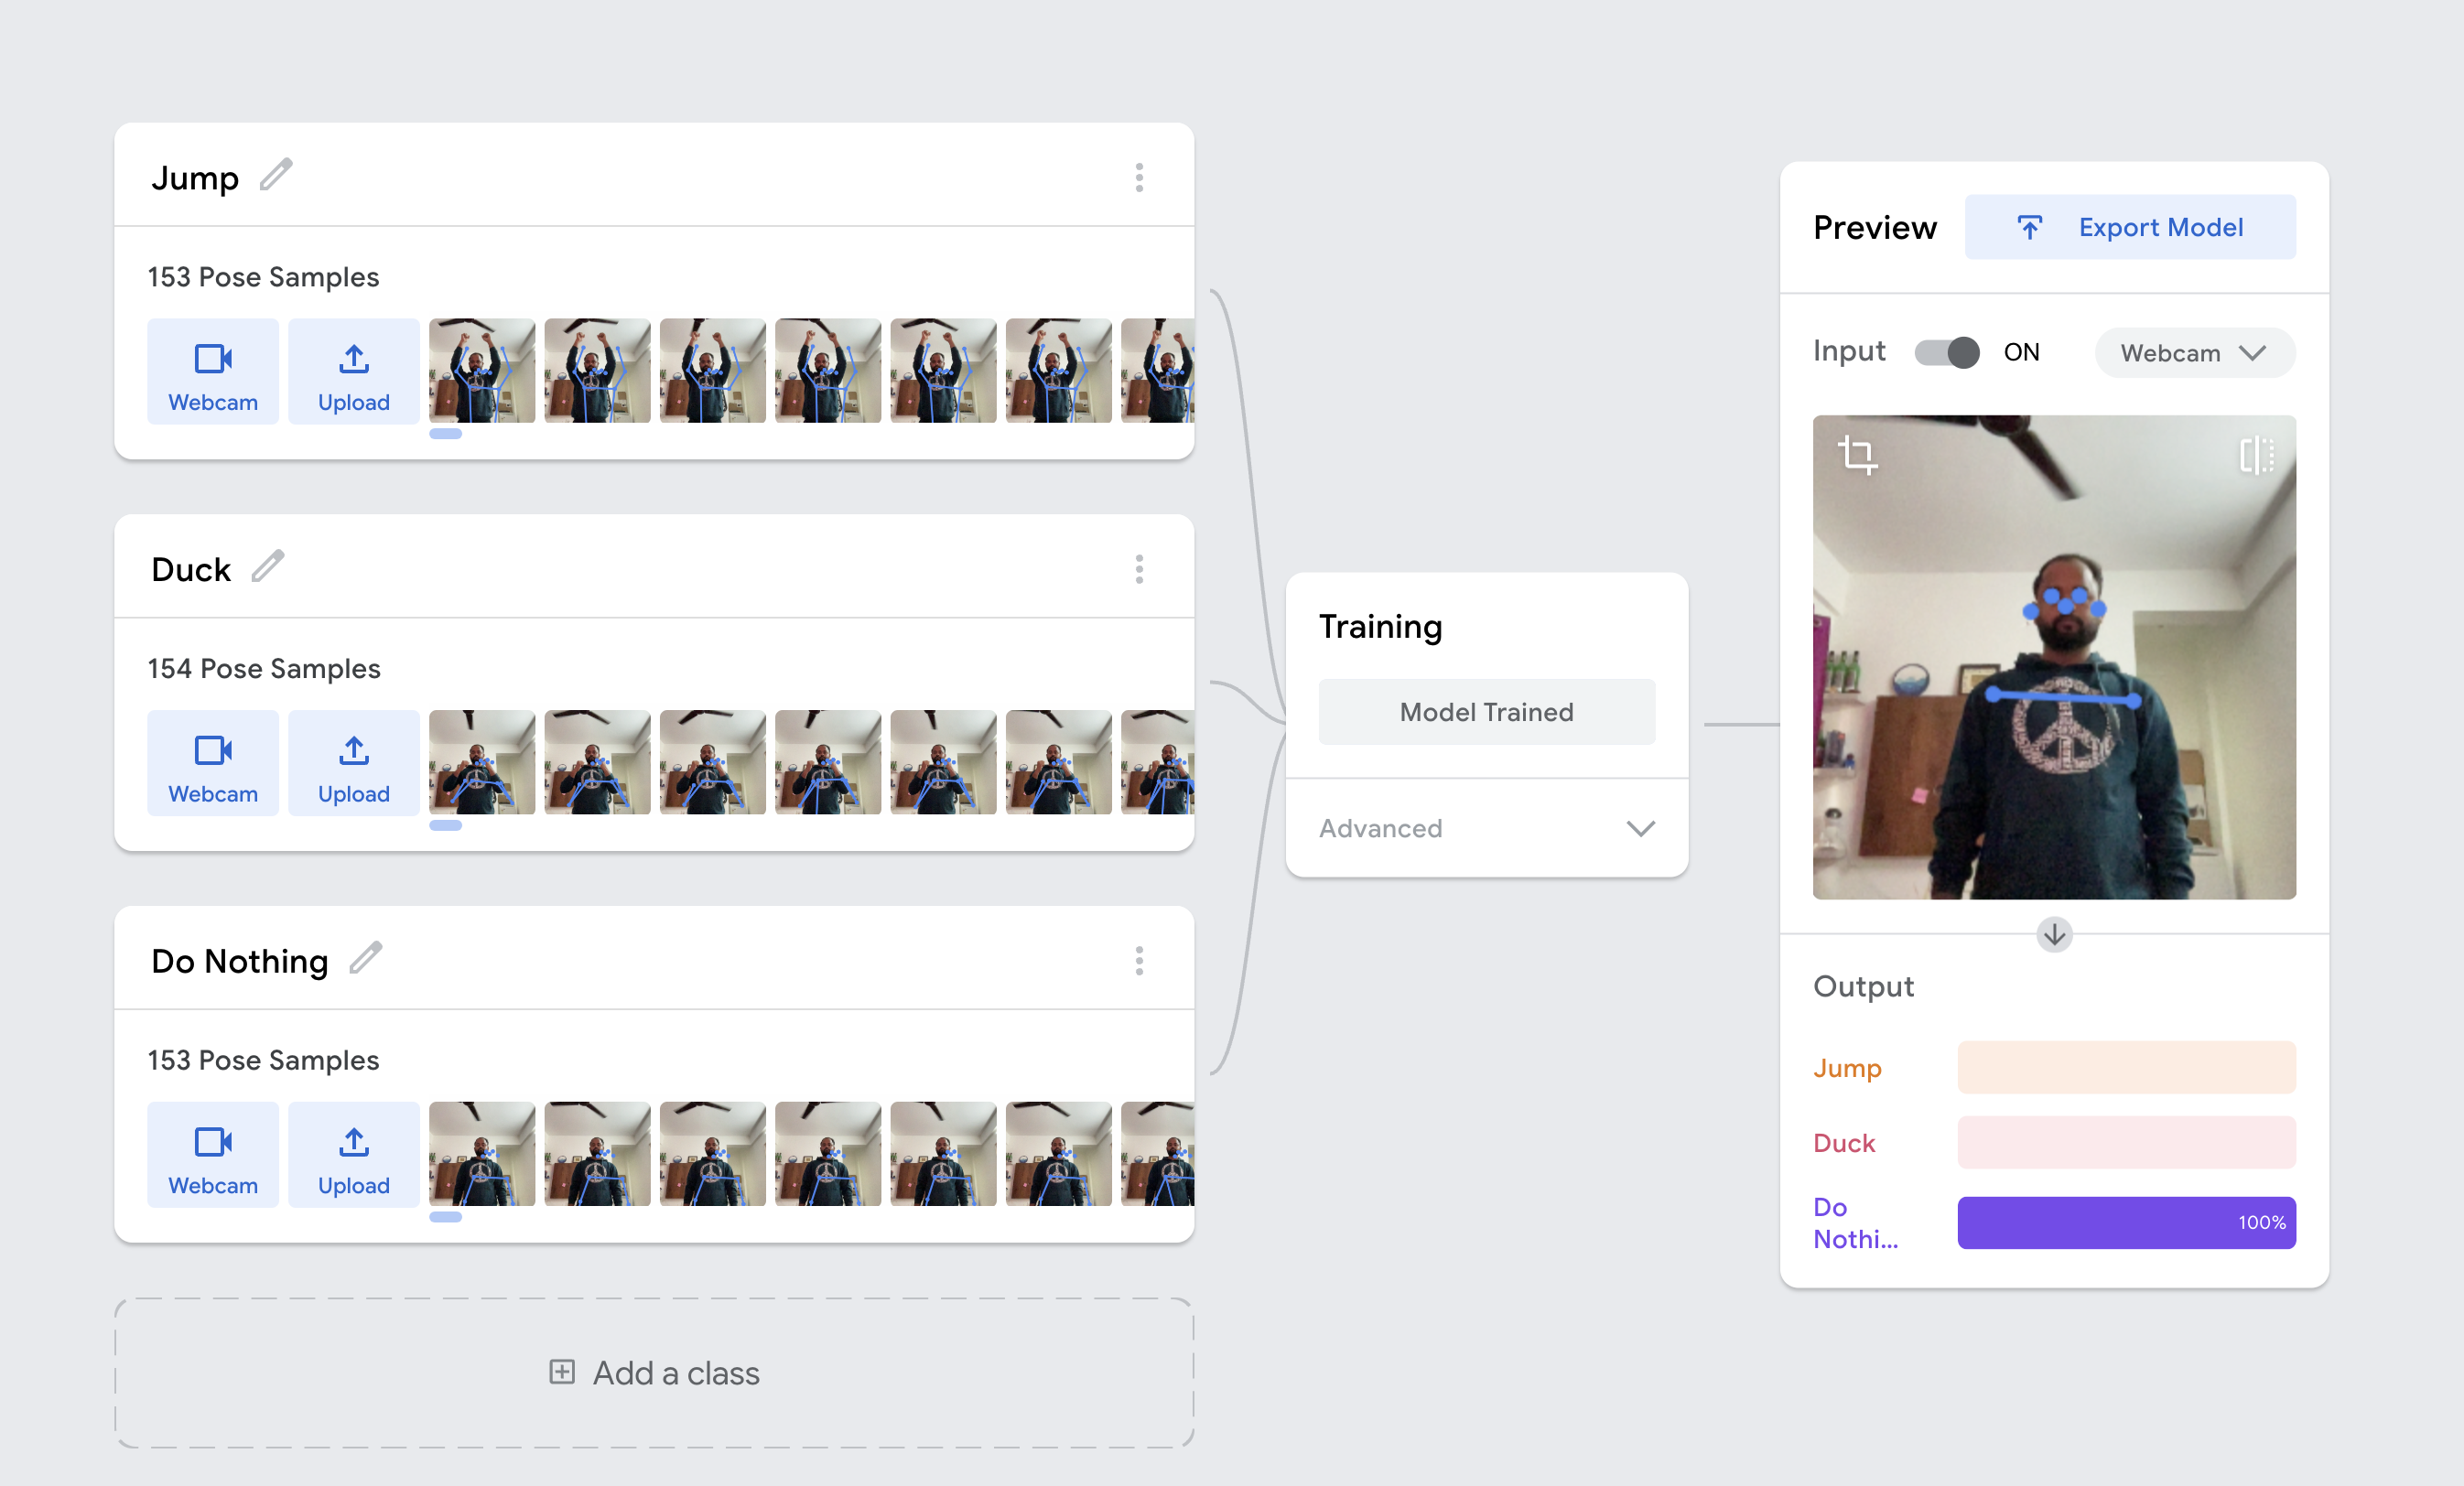 Jump
153 Pose Samples
Webcam
Upload
Duck
154 Pose Samples
Webcam
Upload
Do Nothing
153 Pose Samples
Webcam
Upload
Add a class
Training
Model Trained
Advanced
Preview
Export Model
Input
ON
Webcam
Output
Jump
Duck
Do
Nothi...
100%